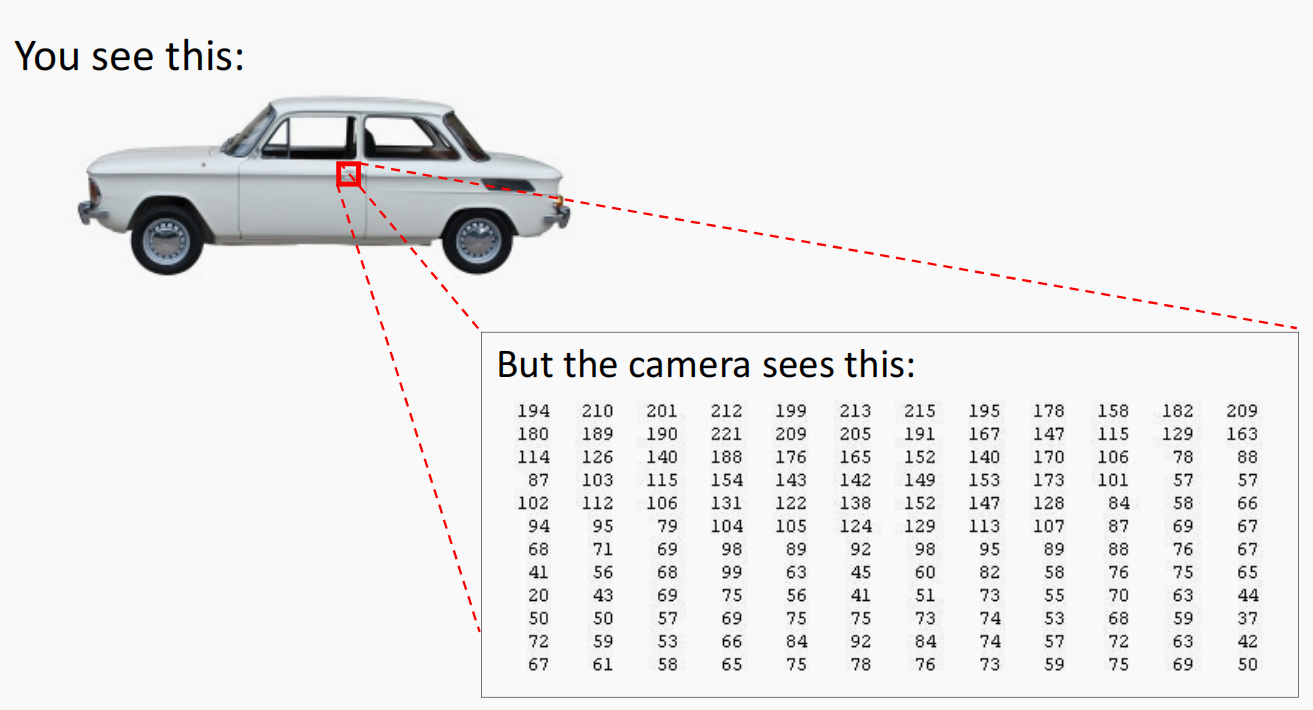 You see this:
But the camera sees this:
194 210 201 212 199 213 215 195 178 158 182 209
180 189 190 221 209 205 191 167 147 115 129 163
114 126 140 188 176 165 152 140 170 106 78 88
87 103 115 154 143 142 149 153 173 101 57 57
102 112 106 131 122 138 152 147 128 84 58 66
94 95 79 104 105 124 129 113 107 87 69 67
68 71 69 98 89 92 98 95 89 88 76 67
41 56 68 99 63 45 60 82 58 76 75 65
20 43 69 75 56 41 51 73 55 70 63 44
50 50 57 69 75 75 73 74 53 68 59 37
72 59 53 66 84 92 84 74 57 72 63 42
67 61 58 65 75 78 76 73 59 75 69 50